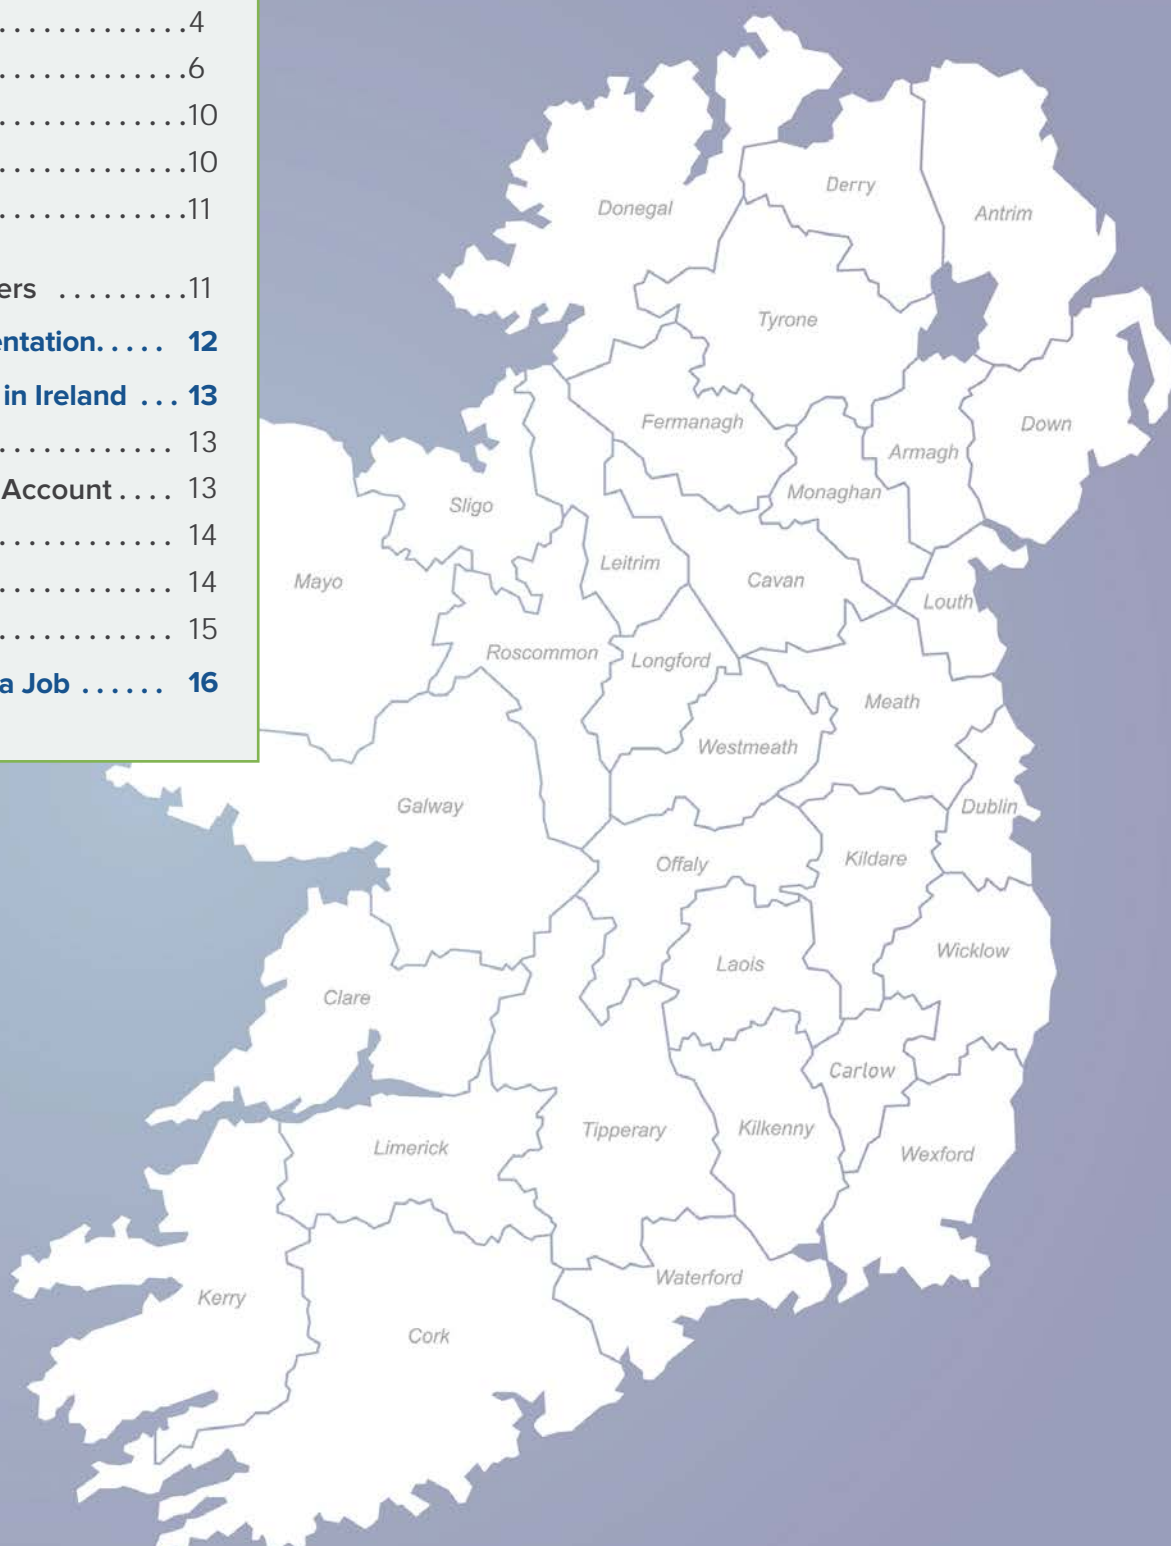 .............4
.............6
.............10
.............10
.............11
ers .........11
entation..... 12
in Ireland ... 13
............ 13
Account .... 13
............ 14
............ 14
............ 15
a Job ...... 16
Donegal
Derry
Antrim
Tyrone
Fermanagh
Down
Armagh
Monaghan
Sligo
Leitrim
Cavan
Mayo
Louth
Roscommon
Longford
Meath
Westmeath
Galway
Dublin
Offaly
Kildare
Laois
Wicklow
Clare
Carlow
Tipperary
Kilkenny
Limerick
Wexford
Waterford
Kerry
Cork